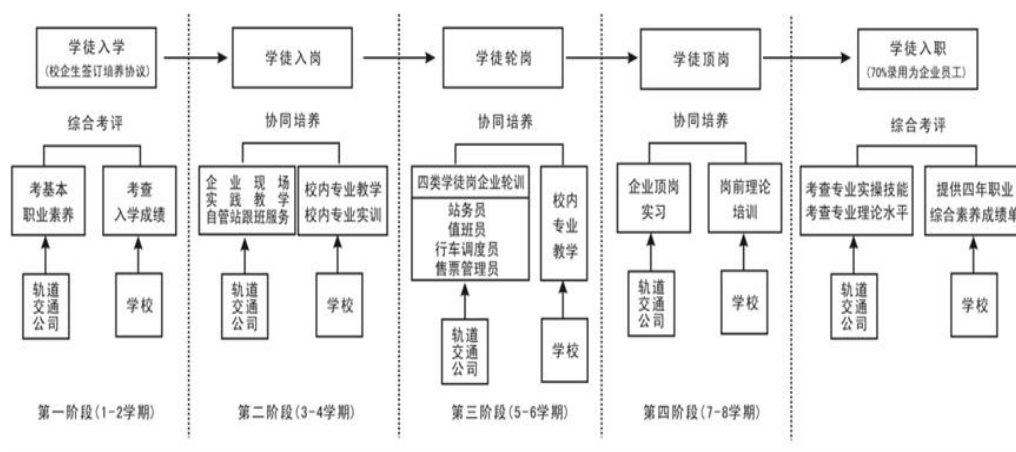 学徒入学
(校企生签订培养协议)
学徒入岗
学徒轮岗
学徒顶岗
学徒入职
(70%录用为企业员工)
综合考评
协同培养
协同培养
协同培养
综合考评
考基本
职业素养
考查
入学成绩
企业现场
实践教学
自管站跟班服务
校内专业教学
校内专业实训
四类学徒岗企业轮训
站务员
值班员
行车调度员
售票管理员
校内
专业
教学
企业顶岗
实习
岗前理论
培训
考查专业实操技能
考查专业理论水平
提供四年职业
综合素养成绩单
轨道
交通
公司
学校
轨道
交通
公司
学校
轨道
交通
公司
学校
轨道
交通
公司
学校
轨道
交通
公司
学校
第一阶段(1-2学期)
第二阶段(3-4学期)
第三阶段(5-6学期)
第四阶段(7-8学期)